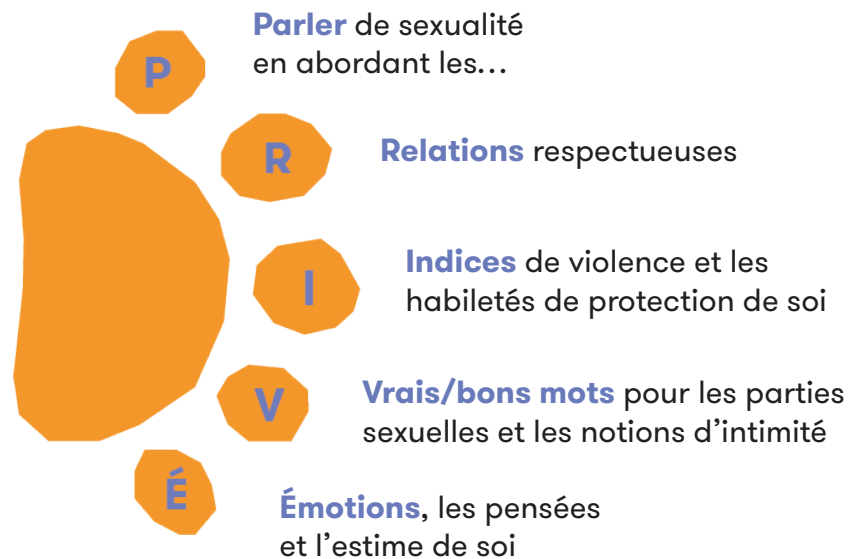 P
Parler de sexualité
en abordant les…
R
Relations respectueuses
I
Indices de violence et les
habiletés de protection de soi
V
Vrais/bons mots pour les parties
sexuelles et les notions d’intimité
É
Émotions, les pensées
et l’estime de soi